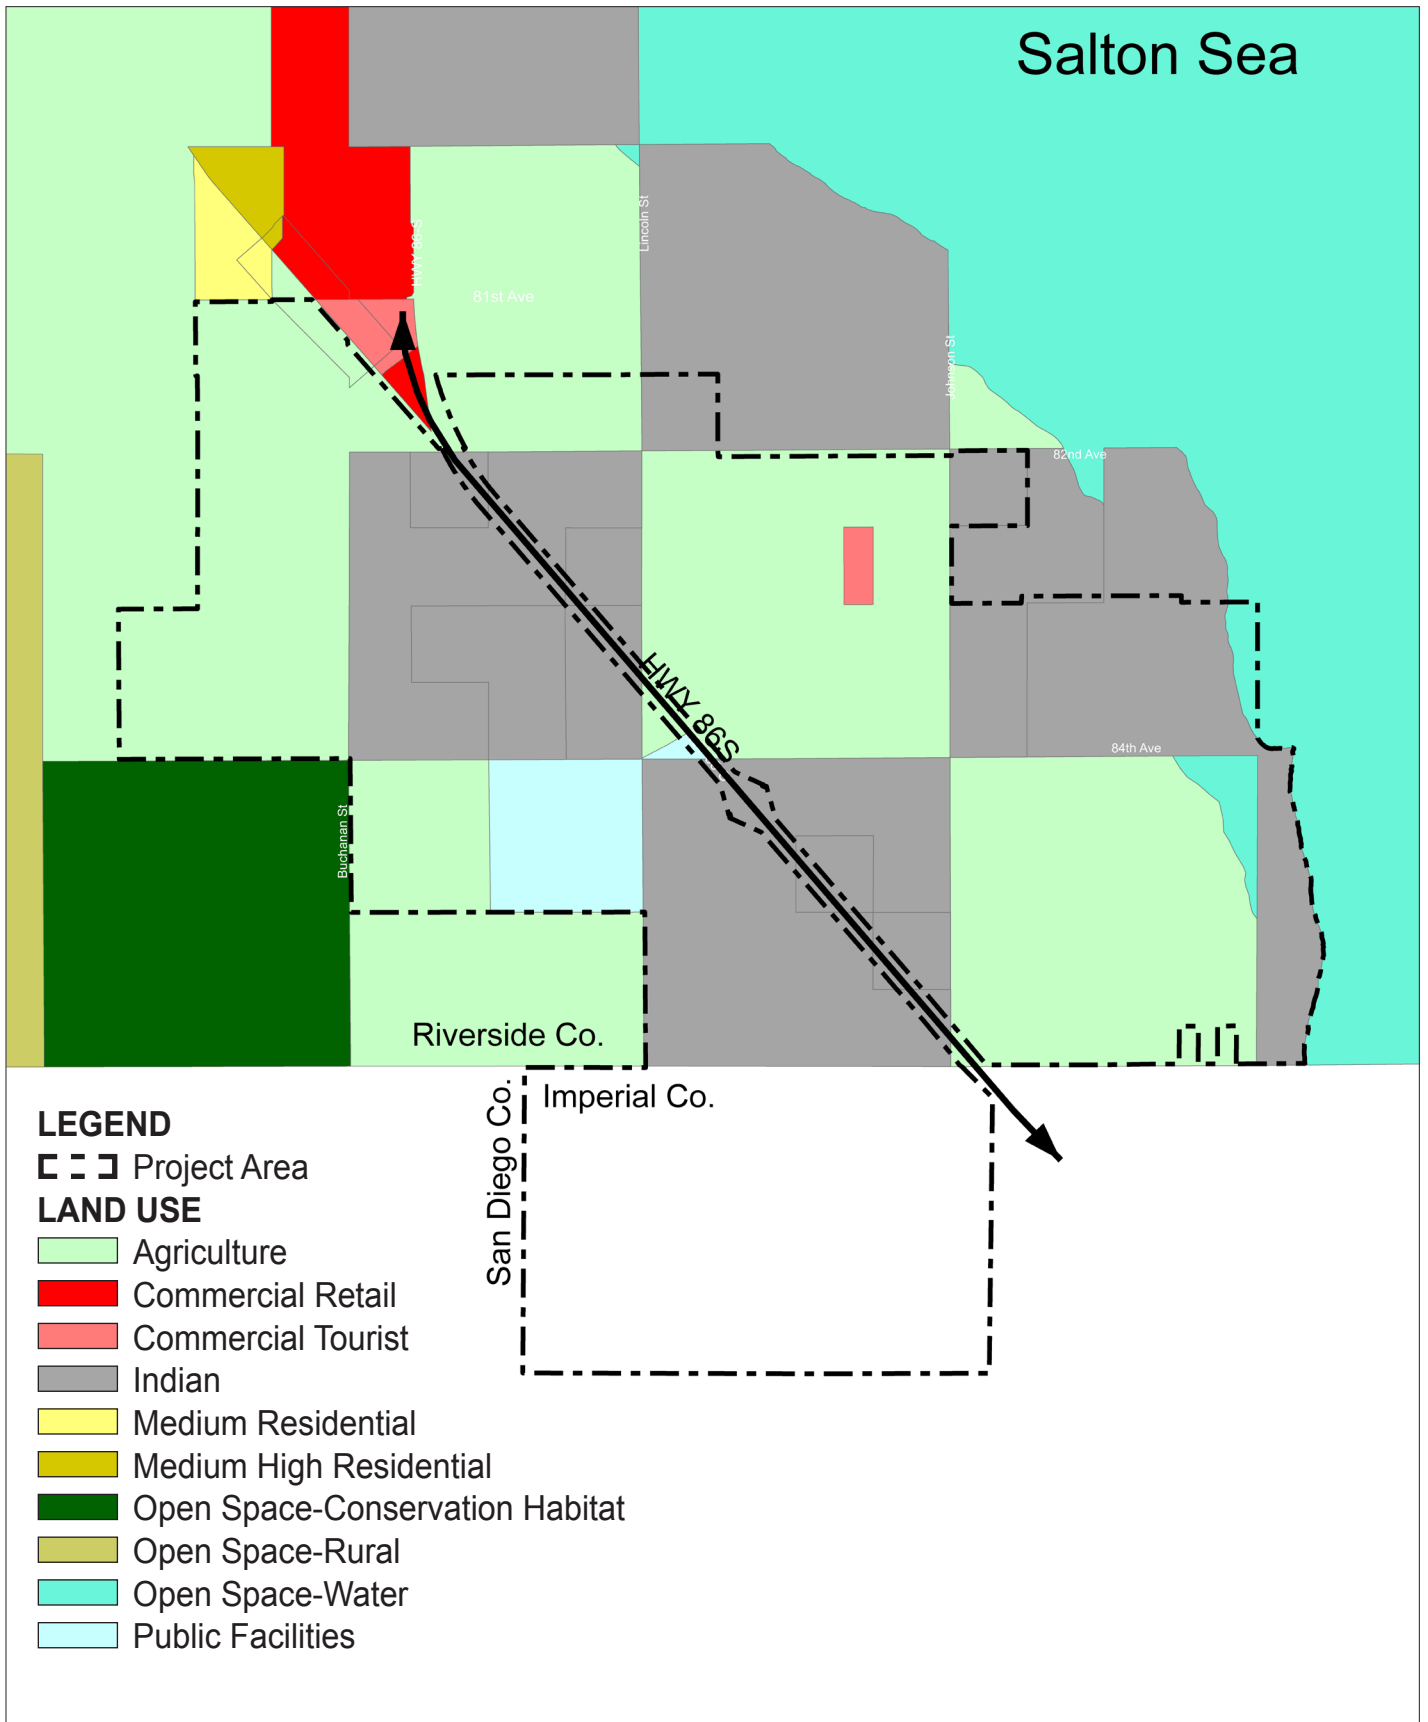 Salton Sea
Lincoln St
HWY 86-S
81st Ave
Johnson St
82nd Ave
HWY 86S
84th Ave
Buchanan St
Riverside Co.
Imperial Co.
San Diego Co.
LEGEND
Project Area
LAND USE
Agriculture
Commercial Retail
Commercial Tourist
Indian
Medium Residential
Medium High Residential
Open Space-Conservation Habitat
Open Space-Rural
Open Space-Water
Public Facilities